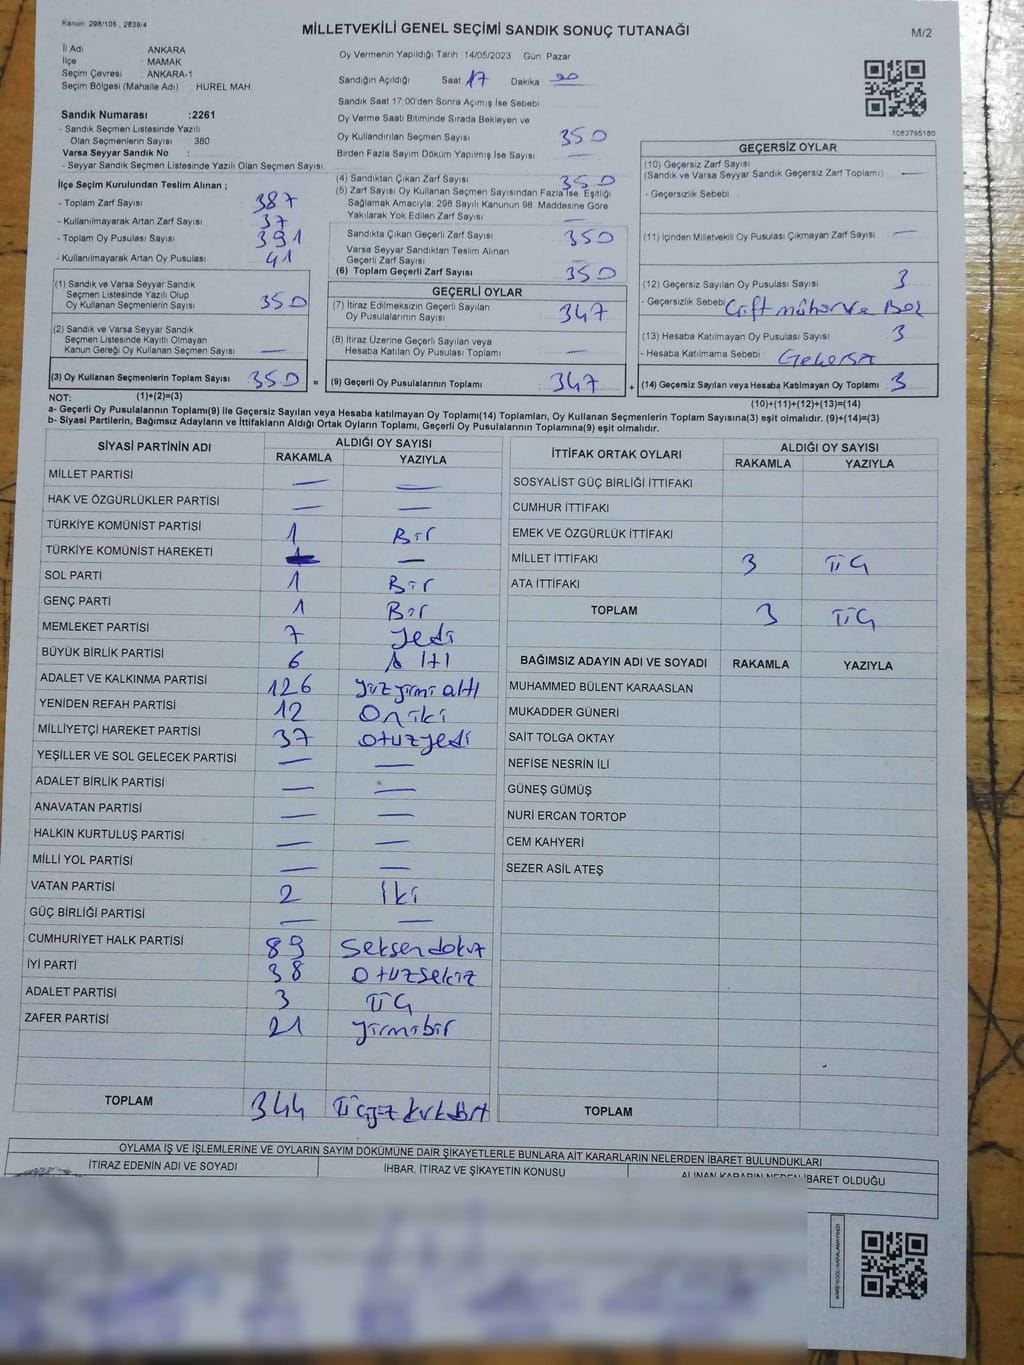 Kanun, 298/105 , 2839/4
MİLLETVEKİLİ GENEL SEÇİMİ SANDIK SONUÇ TUTANAĞI
M/2
İl Adı ANKARA
İlçe : MAMAK
Seçim Çevresi : ANKARA-1
Seçim Bölgesi (Mahalle Adı) : HUREL MAH.
Oy Vermenin Yapıldığı Tarih 14/05/2023 Gün: Pazar
Sandığın Açıldığı Saat 17 Dakika
Sandık Saat 17:00'den Sonra Açımış İse Sebebi
Oy Verme Saati Bitiminde Sırada Bekleyen ve
Oy Kullandırılan Seçmen Sayısı 350
Birden Fazla Sayım Döküm Yapılmış İse Sayısı —
1063795180
Sandık Numarası :2261
- Sandık Seçmen Listesinde Yazılı
Olan Seçmenlerin Sayısı : 380
Varsa Seyyar Sandık No :
- Seyyar Sandık Seçmen Listesinde Yazılı Olan Seçmen Sayısı:
İlçe Seçim Kurulundan Teslim Alınan ;
- Toplam Zarf Sayısı 387
- Kullanılmayarak Artan Zarf Sayısı 37
- Toplam Oy Pusulası Sayısı 391
- Kullanılmayarak Artan Oy Pusulası 41
(1) Sandık ve Varsa Seyyar Sandık
Seçmen Listesinde Yazılı Olup
Oy Kullanan Seçmenlerin Sayısı 350
(2) Sandık ve Varsa Seyyar Sandık
Seçmen Listesinde Kayıtlı Olmayan
Kanun Gereği Oy Kullanan Seçmen Sayısı —
(3) Oy Kullanan Seçmenlerin Toplam Sayısı 350 =
(1)+(2)=(3)
(4) Sandıktan Çıkan Zarf Sayısı 350
(5) Zarf Sayısı Oy Kullanan Seçmen Sayısından Fazla İse, Eşitliği
Sağlamak Amacıyla; 298 Sayılı Kanunun 98. Maddesine Göre
Yakılarak Yok Edilen Zarf Sayısı —
Sandıkta Çıkan Geçerli Zarf Sayısı 350
Varsa Seyyar Sandıktan Teslim Alınan
Geçerli Zarf Sayısı
(6) Toplam Geçerli Zarf Sayısı 350
GEÇERLİ OYLAR
(7) İtiraz Edilmeksizin Geçerli Sayılan
Oy Pusulalarının Sayısı 347
(8) İtiraz Üzerine Geçerli Sayılan veya
Hesaba Katılan Oy Pusulası Toplamı —
(9) Geçerli Oy Pusulalarının Toplamı 347 +
GEÇERSİZ OYLAR
(10) Geçersiz Zarf Sayısı
(Sandık ve Varsa Seyyar Sandık Geçersiz Zarf Toplamı) —
- Geçersizlik Sebebi :
(11) İçinden Milletvekili Oy Pusulası Çıkmayan Zarf Sayısı —
(12) Geçersiz Sayılan Oy Pusulası Sayısı 3
- Geçersizlik Sebebi : Çift mühür ve
(13) Hesaba Katılmayan Oy Pusulası Sayısı 3
- Hesaba Katılmama Sebebi :
(14) Geçersiz Sayılan veya Hesaba Katılmayan Oy Toplamı 3
(10)+(11)+(12)+(13)=(14)
NOT:
a- Geçerli Oy Pusulalarının Toplamı(9) ile Geçersiz Sayılan veya Hesaba katılmayan Oy Toplamı(14) Toplamları, Oy Kullanan Seçmenlerin Toplam Sayısına(3) eşit olmalıdır. (9)+(14)=(3)
b- Siyasi Partilerin, Bağımsız Adayların ve İttifakların Aldığı Ortak Oyların Toplamı, Geçerli Oy Pusulalarının Toplamına(9) eşit olmalıdır.
SİYASİ PARTİNİN ADI ALDIĞI OY SAYISI
RAKAMLA YAZIYLA
MİLLET PARTİSİ — —
HAK VE ÖZGÜRLÜKLER PARTİSİ — —
TÜRKİYE KOMÜNİST PARTİSİ 1 Bir
TÜRKİYE KOMÜNİST HAREKETİ —
SOL PARTİ 1 Bir
GENÇ PARTİ 1 Bir
MEMLEKET PARTİSİ 7 Yedi
BÜYÜK BİRLİK PARTİSİ 6 Altı
ADALET VE KALKINMA PARTİSİ 126 yüzyirmi altı
YENİDEN REFAH PARTİSİ 12 Oniki
MİLLİYETÇİ HAREKET PARTİSİ 37 otuzyedi
YEŞİLLER VE SOL GELECEK PARTİSİ — —
ADALET BİRLİK PARTİSİ — —
ANAVATAN PARTİSİ — —
HALKIN KURTULUŞ PARTİSİ — —
MİLLİ YOL PARTİSİ — —
VATAN PARTİSİ 2 İki
GÜÇ BİRLİĞİ PARTİSİ — —
CUMHURİYET HALK PARTİSİ 89 Seksendokuz
İYİ PARTİ 38 Otuzsekiz
ADALET PARTİSİ 3 Üç
ZAFER PARTİSİ 21 yirmibir
TOPLAM 344 Üçyüz kırkdört
İTTİFAK ORTAK OYLARI ALDIĞI OY SAYISI
RAKAMLA YAZIYLA
SOSYALİST GÜÇ BİRLİĞİ İTTİFAKI
CUMHUR İTTİFAKI
EMEK VE ÖZGÜRLÜK İTTİFAKI
MİLLET İTTİFAKI 3 Üç
ATA İTTİFAKI
TOPLAM 3 Üç
BAĞIMSIZ ADAYIN ADI VE SOYADI RAKAMLA YAZIYLA
MUHAMMED BÜLENT KARAASLAN
MUKADDER GÜNERİ
SAİT TOLGA OKTAY
NEFİSE NESRİN İLİ
GÜNEŞ GÜMÜŞ
NURİ ERCAN TORTOP
CEM KAHYERİ
SEZER ASİL ATEŞ
TOPLAM
OYLAMA İŞ VE İŞLEMLERİNE VE OYLARIN SAYIM DÖKÜMÜNE DAİR ŞİKAYETLERLE BUNLARA AİT KARARLARIN NELERDEN İBARET BULUNDUKLARI
İTİRAZ EDENİN ADI VE SOYADI İHBAR, İTİRAZ VE ŞİKAYETİN KONUSU ALINAN KARARIN NEDEN İBARET OLDUĞU